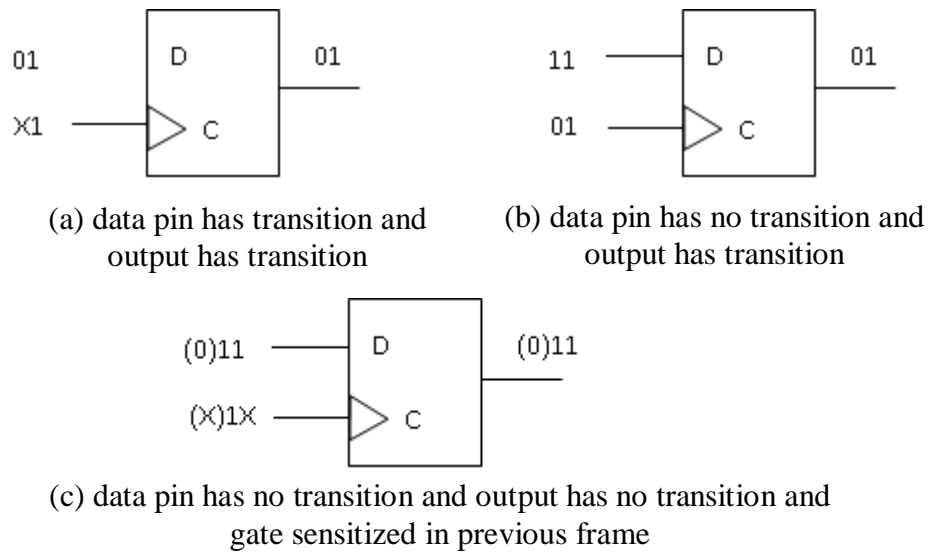 01
D
01
X1
C
(a) data pin has transition and
output has transition
11
D
01
01
C
(b) data pin has no transition and
output has transition
(0)11
D
(0)11
(X)1X
C
(c) data pin has no transition and output has no transition and
gate sensitized in previous frame